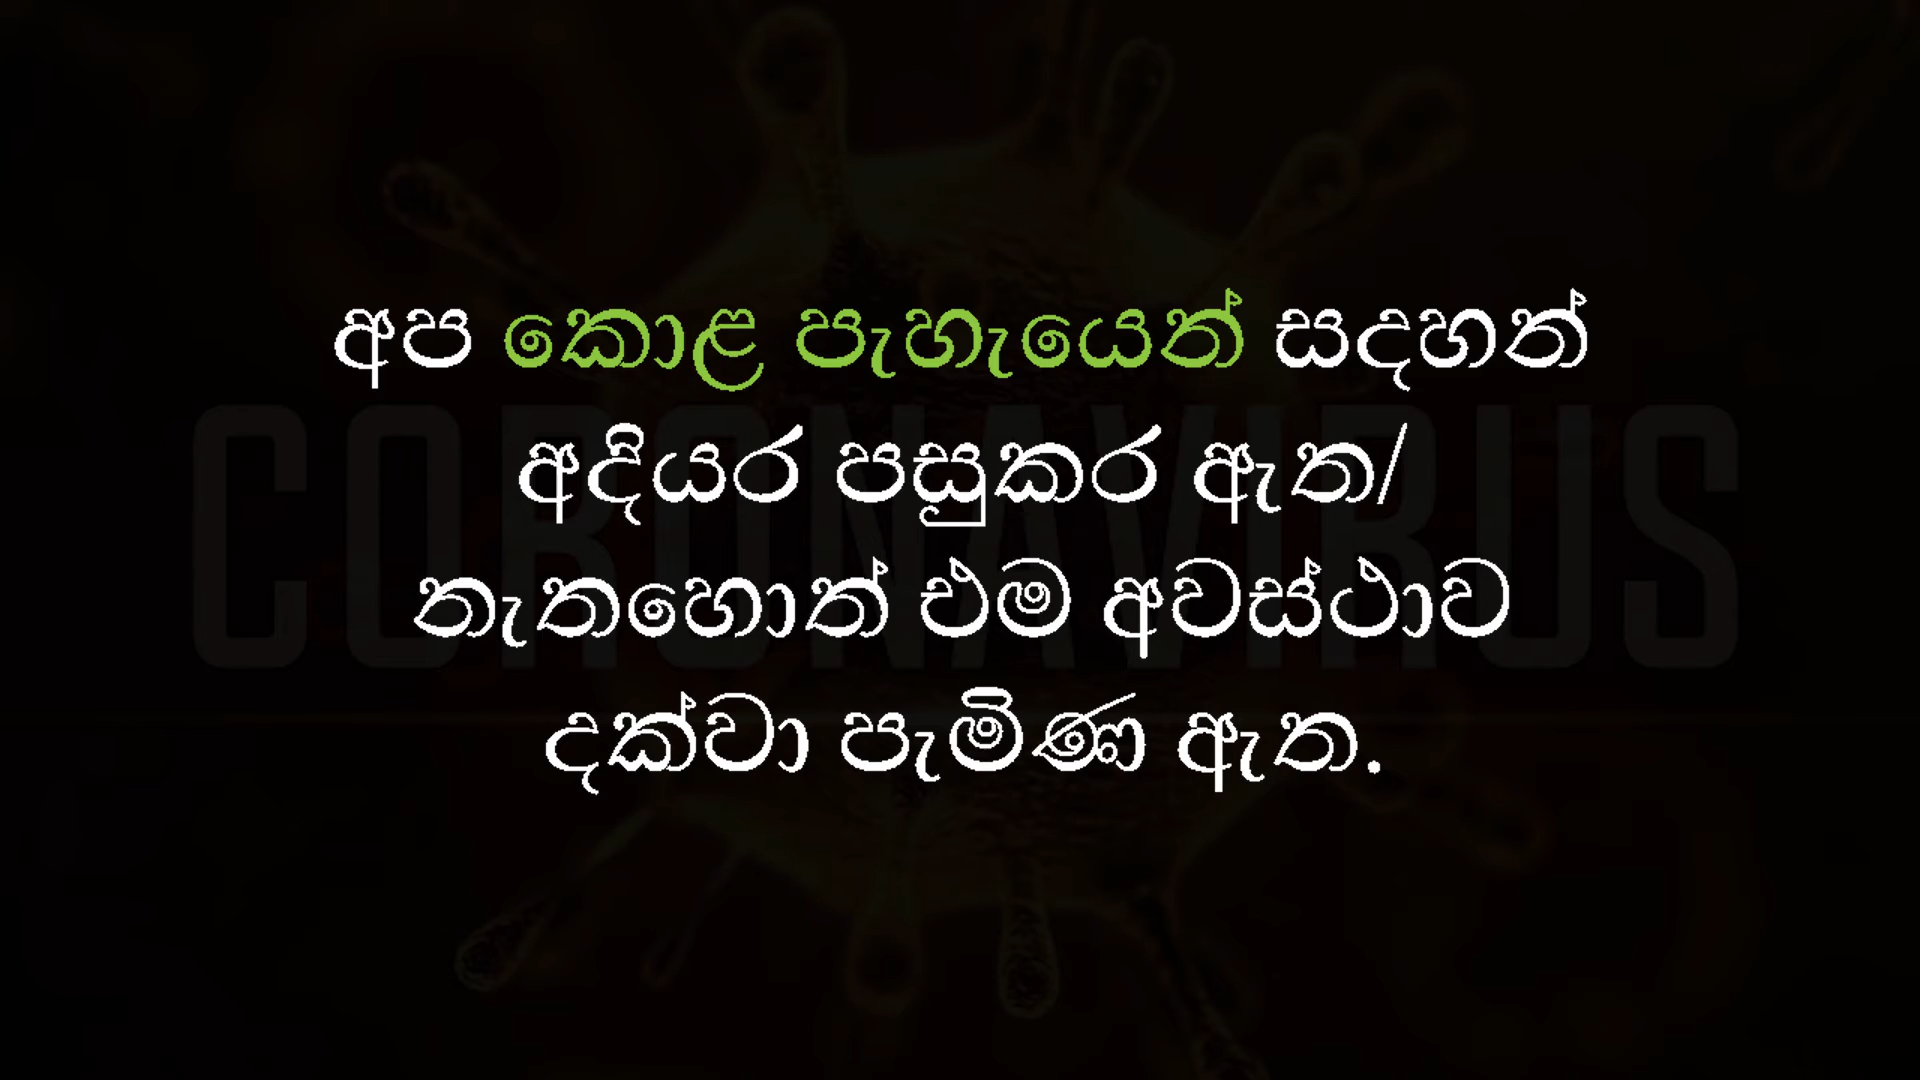 අප කොළ පැහැයෙන් සදහන්
අදියර පසුකර ඇත/
නැතහොත් එම අවස්ථාව
දක්වා පැමිණ ඇත.
CORONAVIRUS